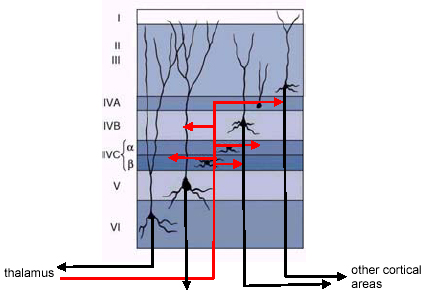 I
II
III
IVA
IVB
IVC
α
β
V
VI
thalamus
other cortical
areas